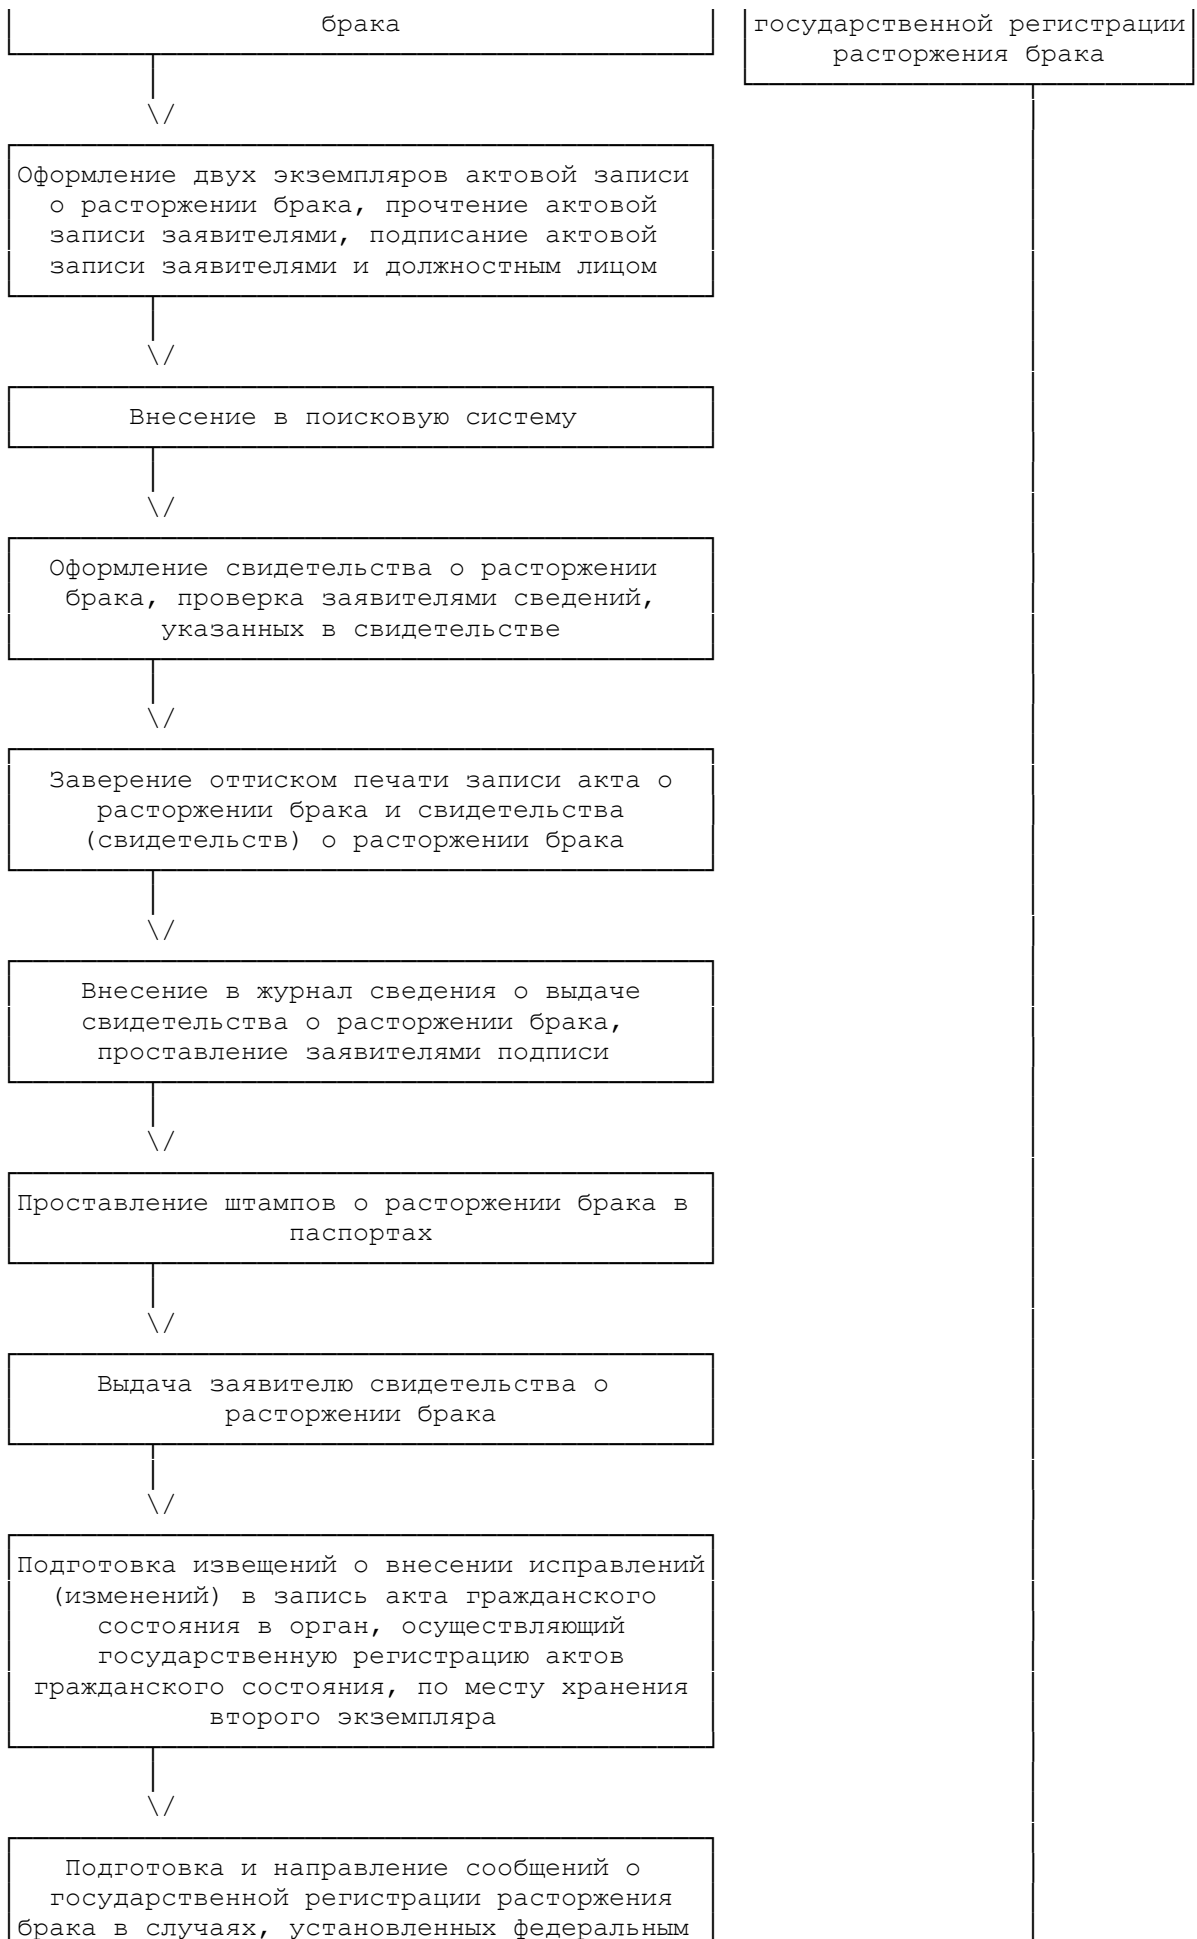 брака
государственной регистрации
расторжения брака
\/
Оформление двух экземпляров актовой записи
о расторжении брака, прочтение актовой
записи заявителями, подписание актовой
записи заявителями и должностным лицом
\/
Внесение в поисковую систему
\/
Оформление свидетельства о расторжении
брака, проверка заявителями сведений,
указанных в свидетельстве
\/
Заверение оттиском печати записи акта о
расторжении брака и свидетельства
(свидетельств) о расторжении брака
\/
Внесение в журнал сведения о выдаче
свидетельства о расторжении брака,
проставление заявителями подписи
\/
Проставление штампов о расторжении брака в
паспортах
\/
Выдача заявителю свидетельства о
расторжении брака
\/
Подготовка извещений о внесении исправлений
(изменений) в запись акта гражданского
состояния в орган, осуществляющий
государственную регистрацию актов
гражданского состояния, по месту хранения
второго экземпляра
\/
Подготовка и направление сообщений о
государственной регистрации расторжения
брака в случаях, установленных федеральным